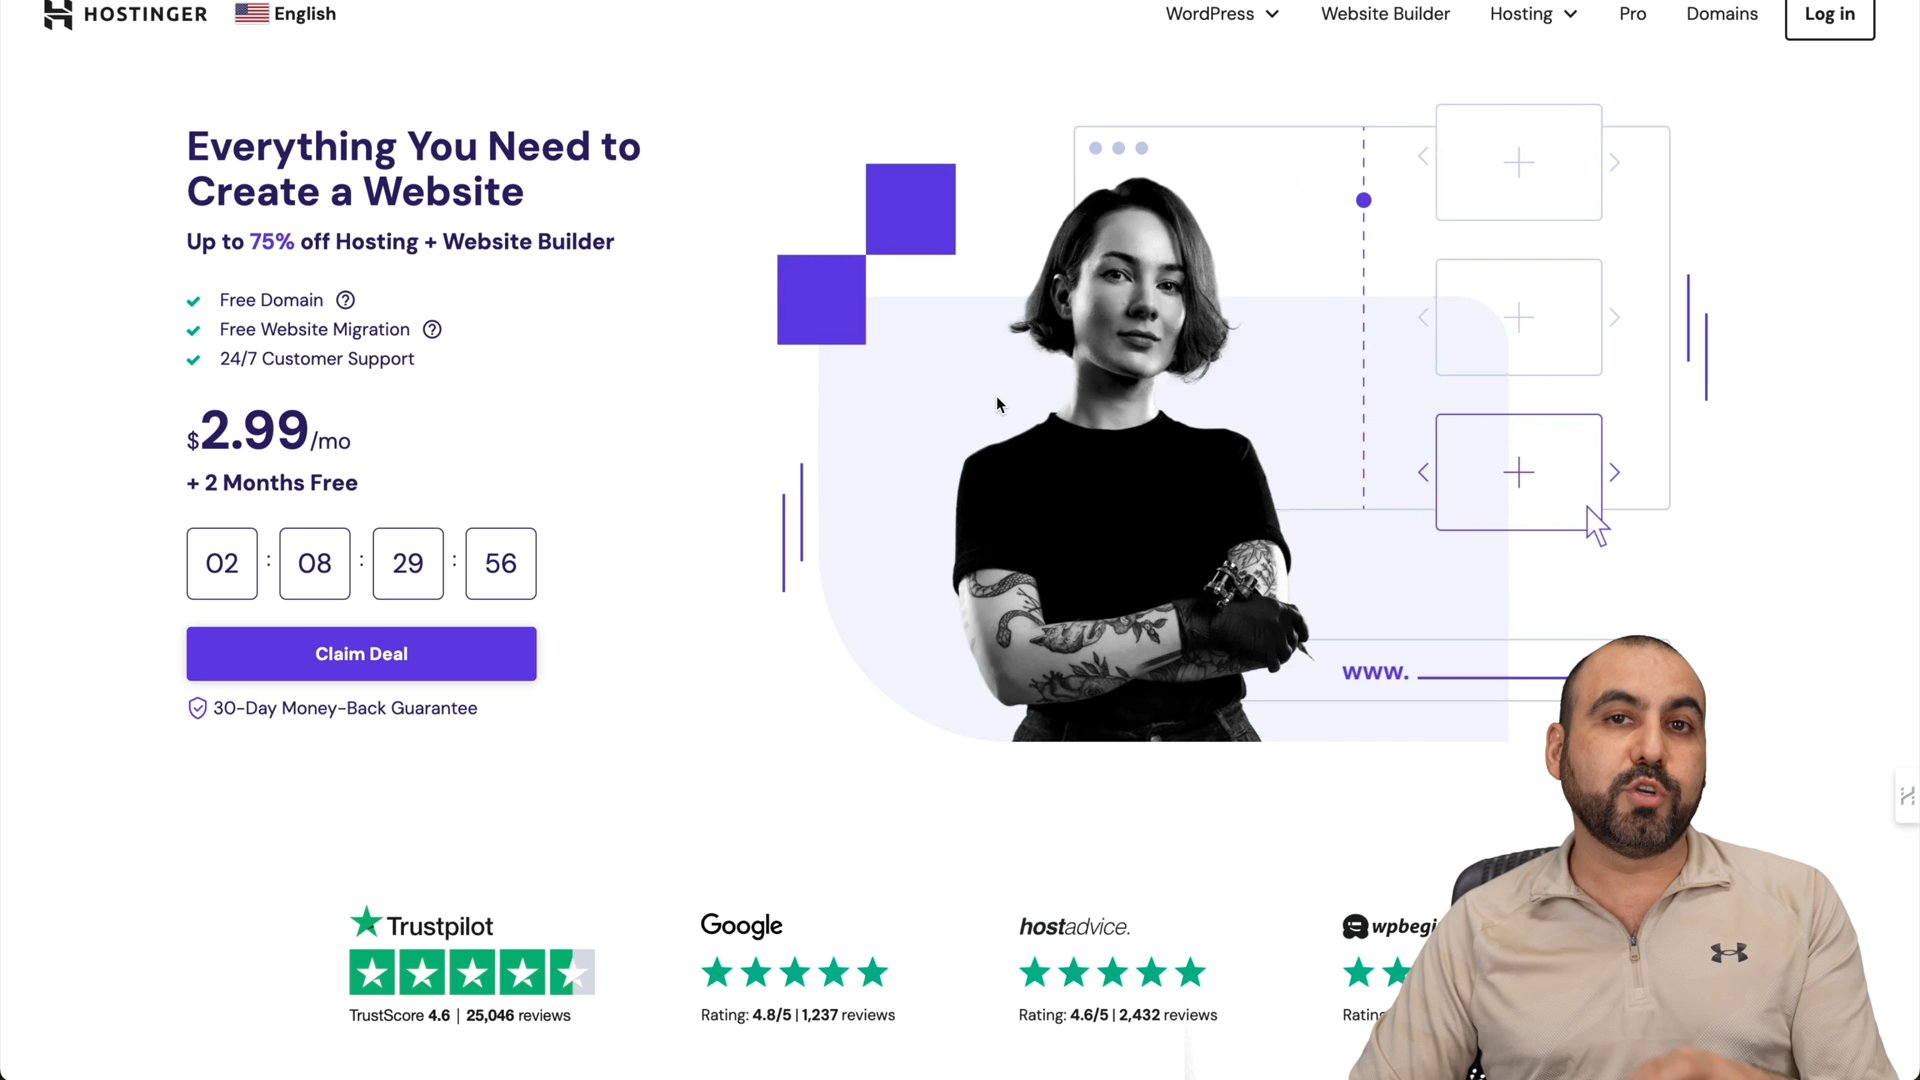 HOSTINGER
English
WordPress
Website Builder
Hosting
Pro
Domains
Log in
Everything You Need to
Create a Website
Up to 75% off Hosting + Website Builder
Free Domain
Free Website Migration
24/7 Customer Support
$2.99/mo
+ 2 Months Free
02 : 08 : 29 : 56
Claim Deal
30-Day Money-Back Guarantee
www.
Trustpilot
TrustScore 4.6 | 25,046 reviews
Google
Rating: 4.8/5 | 1,237 reviews
hostadvice.
Rating: 4.6/5 | 2,432 reviews